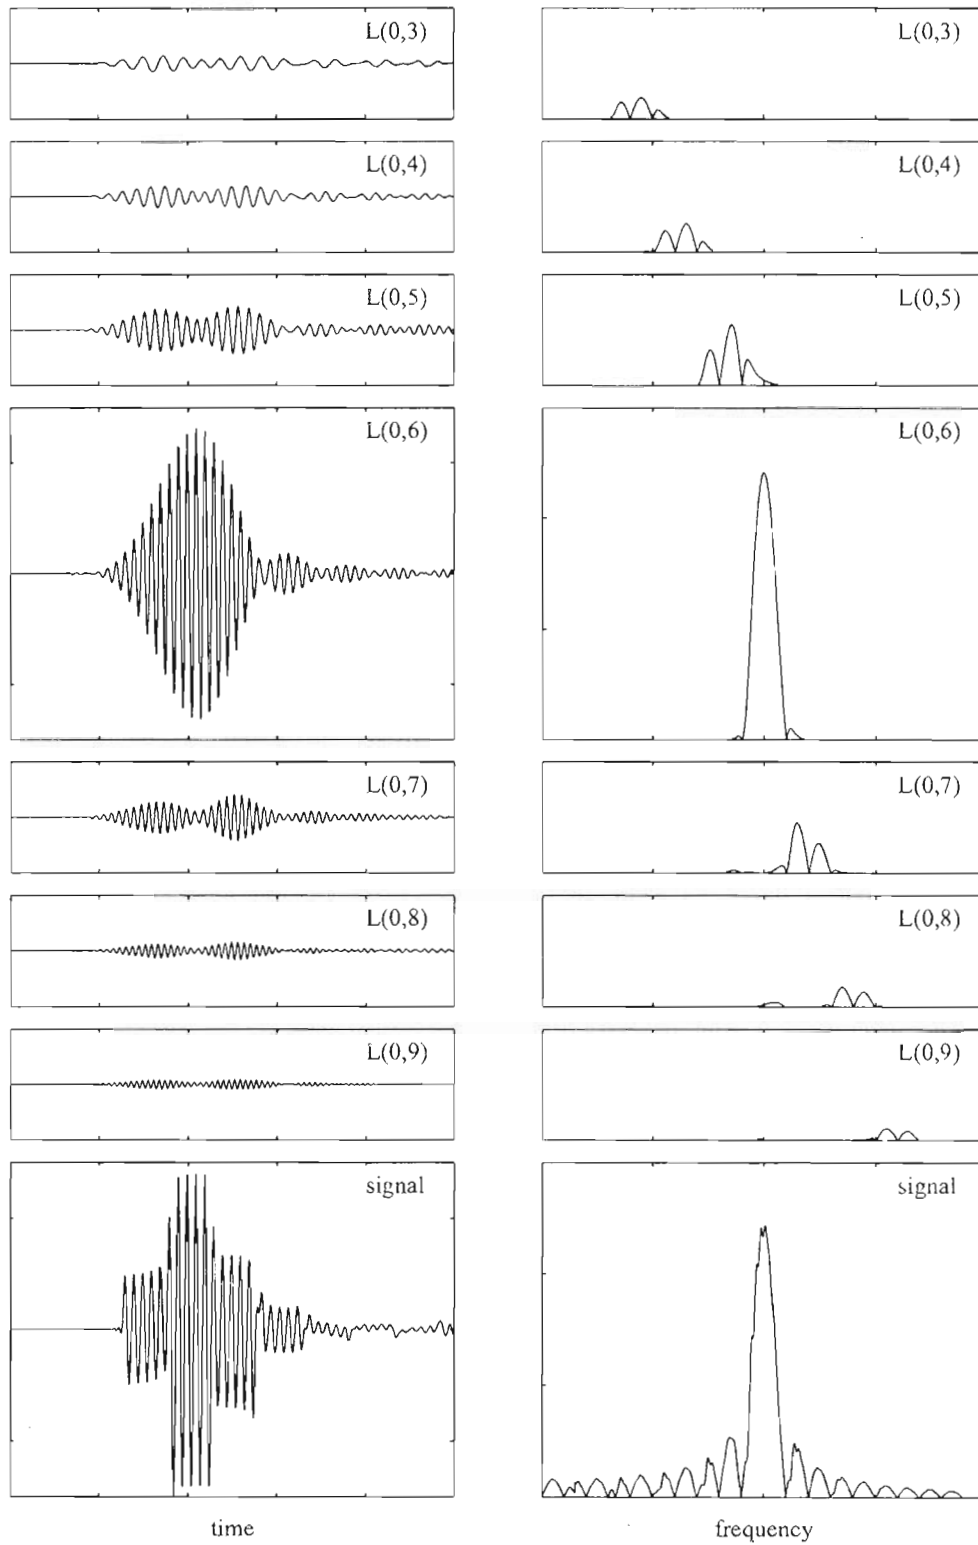 L(0,3) L(0,3)
L(0,4) L(0,4)
L(0,5) L(0,5)
L(0,6) L(0,6)
L(0,7) L(0,7)
L(0,8) L(0,8)
L(0,9) L(0,9)
signal signal
time frequency